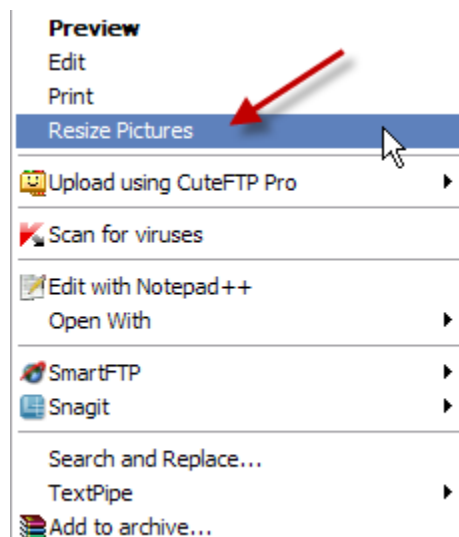 Preview
Edit
Print
Resize Pictures
Upload using CuteFTP Pro
Scan for viruses
Edit with Notepad++
Open With
SmartFTP
Snagit
Search and Replace...
TextPipe
Add to archive...